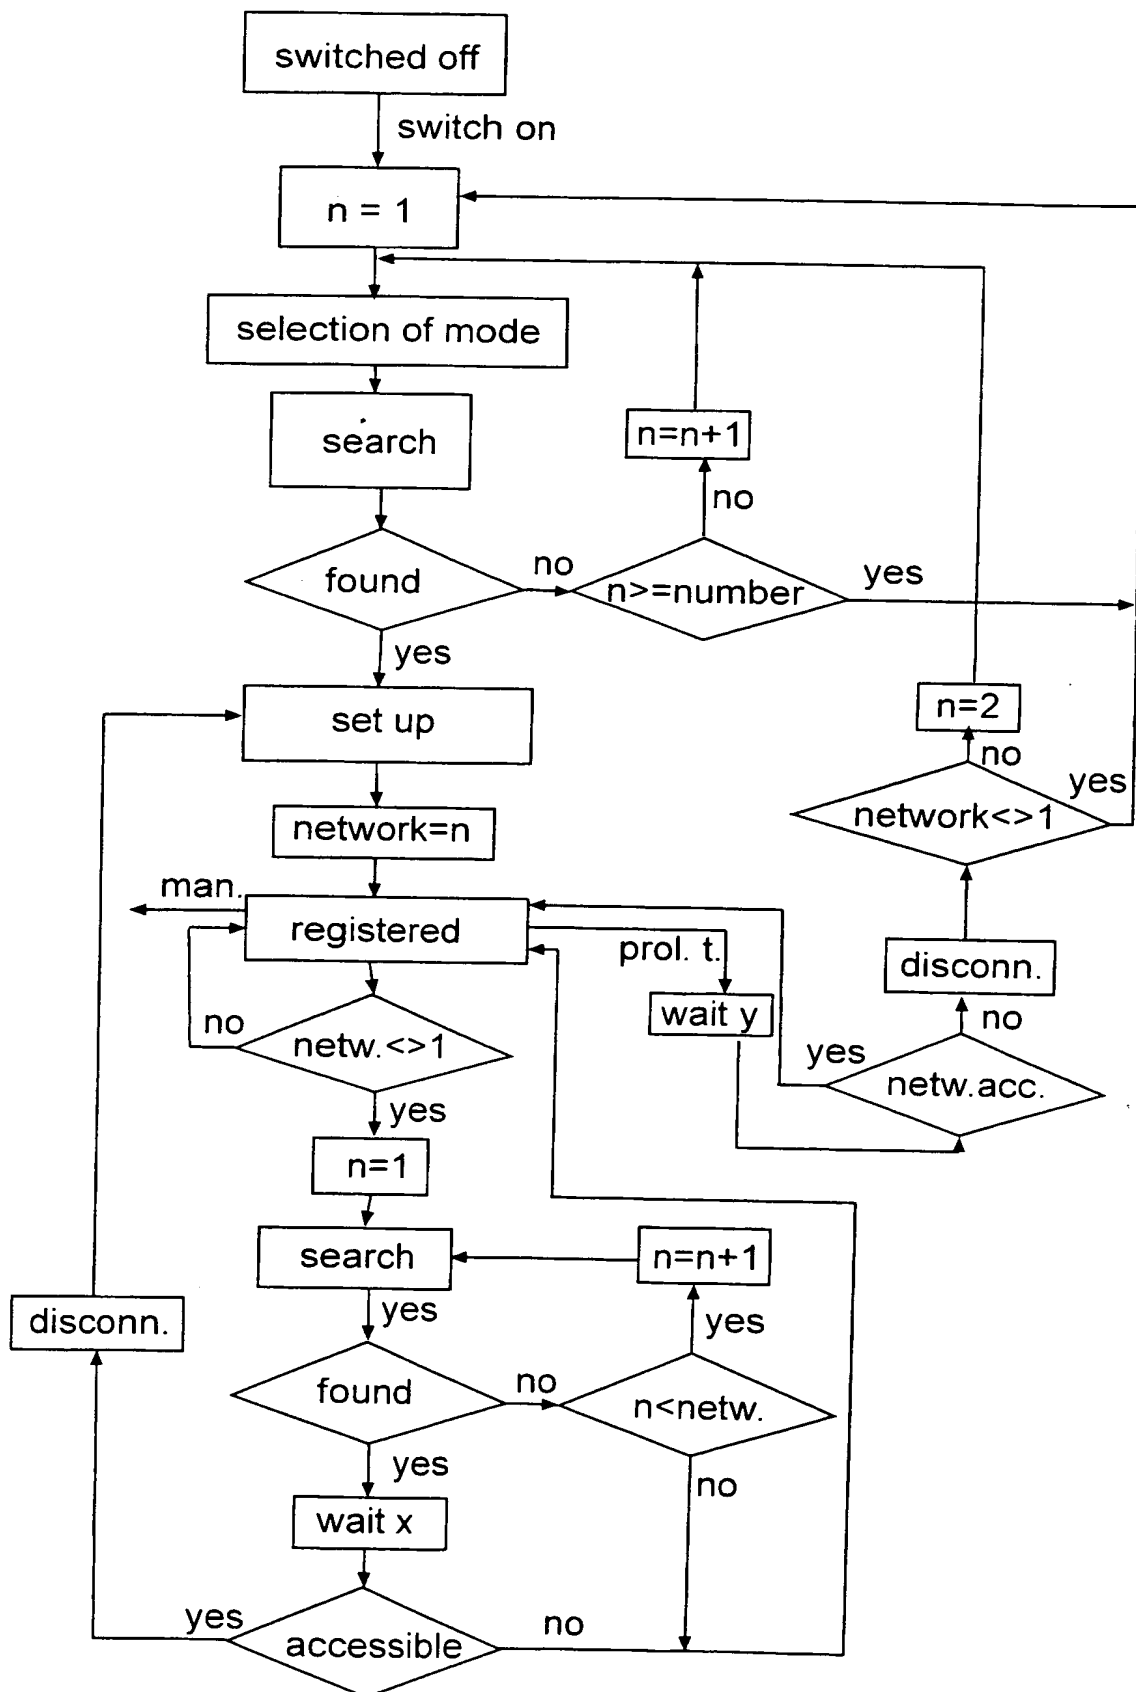 switched off
switch on
n = 1
selection of mode
search
n=n+1
no
found
no
n>=number
yes
yes
set up
n=2
no
yes
network=n
network<>1
man.
registered
prol. t.
disconn.
wait y
no
no
netw.<>1
yes
netw.acc.
yes
n=1
search
n=n+1
yes
yes
disconn.
found
no
n<netw.
yes
no
wait x
yes
accessible
no